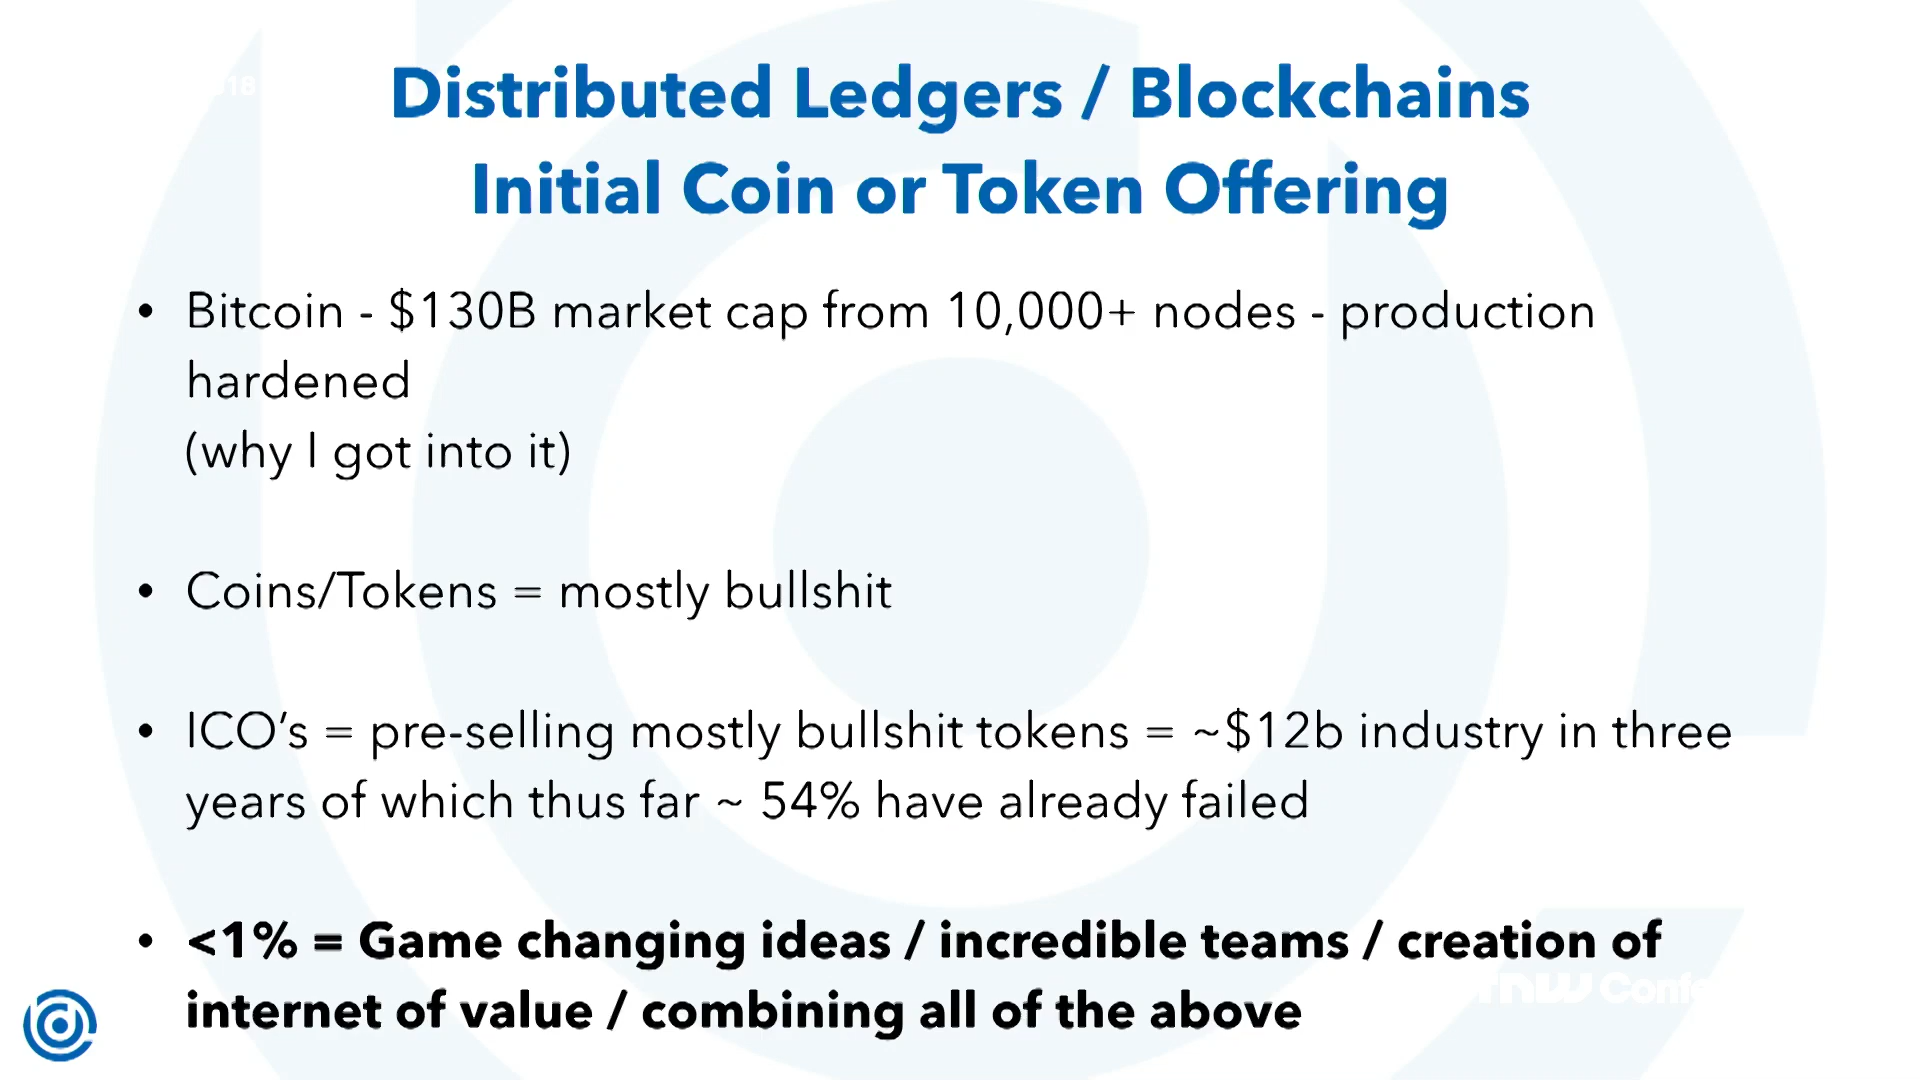 Distributed Ledgers / Blockchains
Initial Coin or Token Offering
• Bitcoin - $130B market cap from 10,000+ nodes - production
hardened
(why I got into it)
• Coins/Tokens = mostly bullshit
• ICO’s = pre-selling mostly bullshit tokens = ~$12b industry in three
years of which thus far ~ 54% have already failed
• <1% = Game changing ideas / incredible teams / creation of
internet of value / combining all of the above